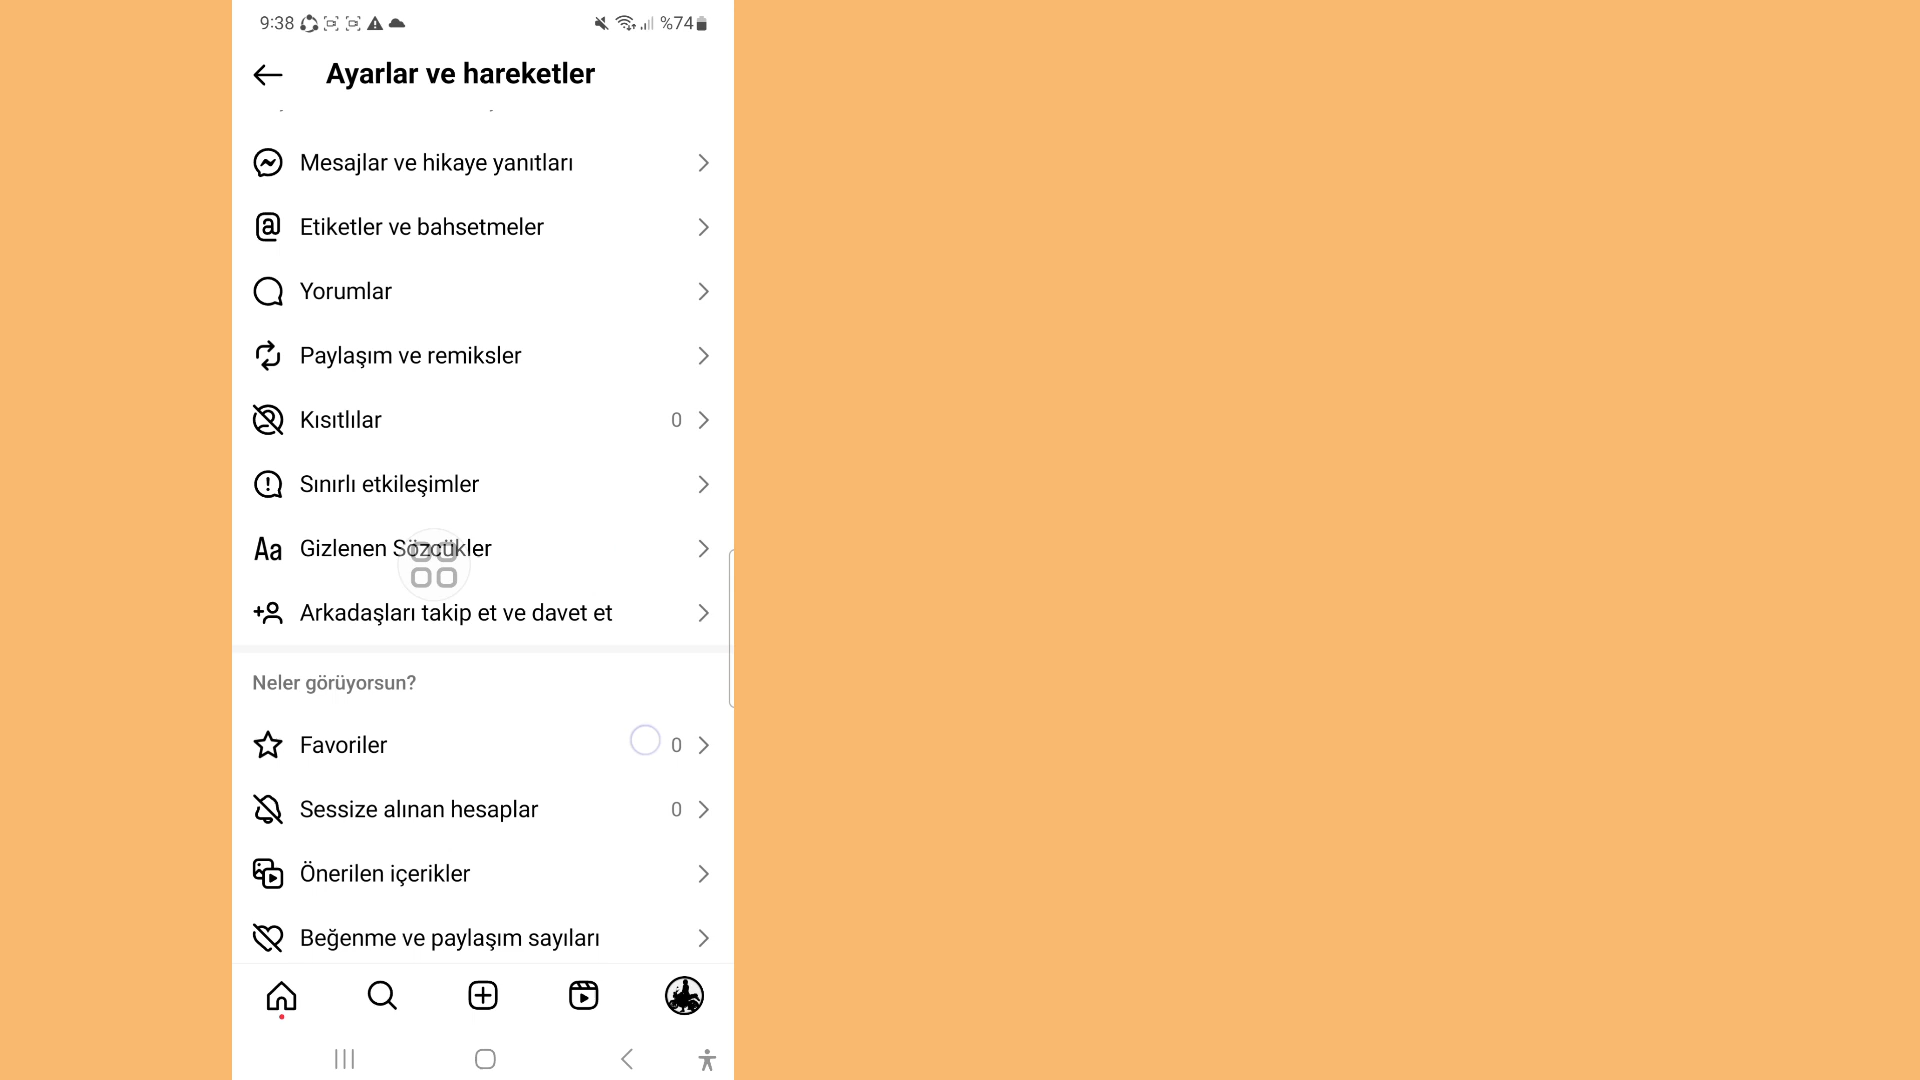 9:38 %74
Ayarlar ve hareketler
Mesajlar ve hikaye yanıtları
Etiketler ve bahsetmeler
Yorumlar
Paylaşım ve remiksler
Kısıtlılar 0
Sınırlı etkileşimler
Aa Gizlenen Sözcükler
Arkadaşları takip et ve davet et
Neler görüyorsun?
Favoriler 0
Sessize alınan hesaplar 0
Önerilen içerikler
Beğenme ve paylaşım sayıları